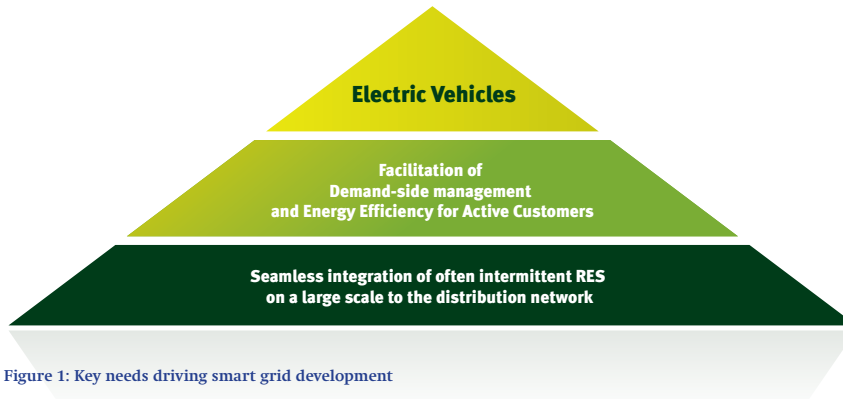 Electric Vehicles
Facilitation of
Demand-side management
and Energy Efficiency for Active Customers
Seamless integration of often intermittent RES
on a large scale to the distribution network
Figure 1: Key needs driving smart grid development